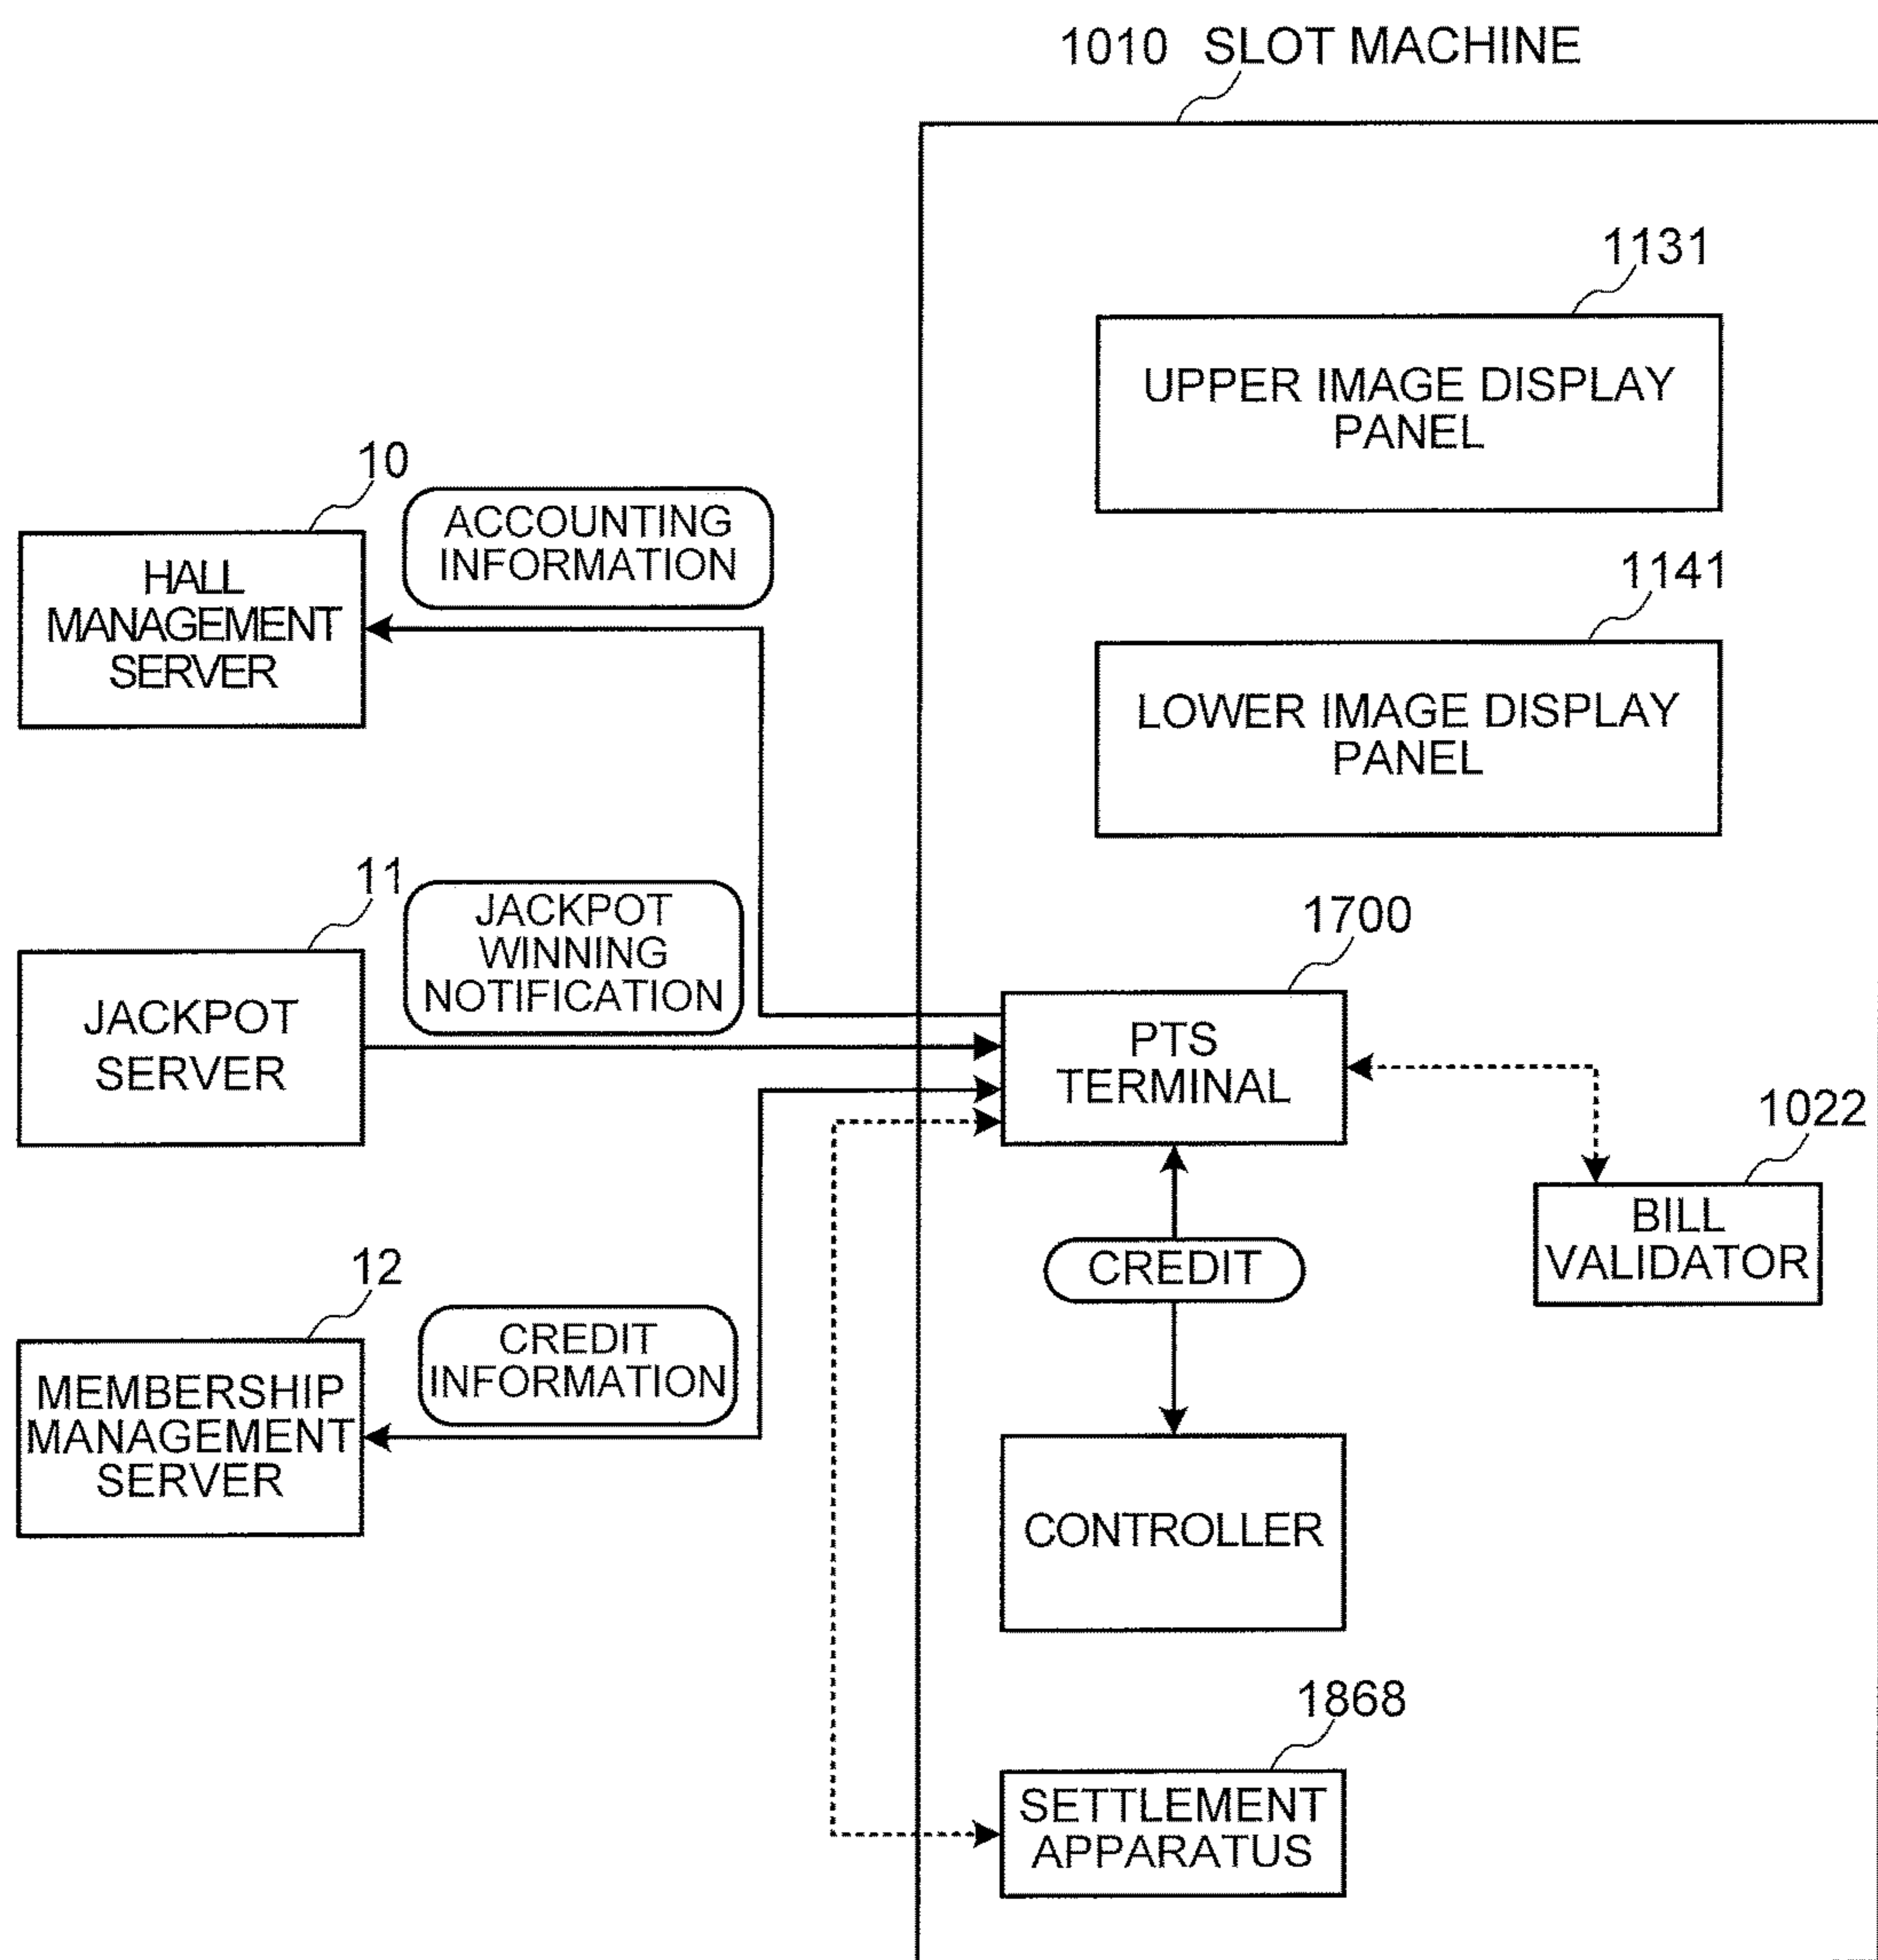 1010 SLOT MACHINE
1131
UPPER IMAGE DISPLAY
PANEL
10
ACCOUNTING
INFORMATION
HALL
MANAGEMENT
SERVER
1141
LOWER IMAGE DISPLAY
PANEL
11
JACKPOT
WINNING
NOTIFICATION
JACKPOT
SERVER
1700
PTS
TERMINAL
1022
BILL
VALIDATOR
CREDIT
12
CREDIT
INFORMATION
MEMBERSHIP
MANAGEMENT
SERVER
CONTROLLER
1868
SETTLEMENT
APPARATUS